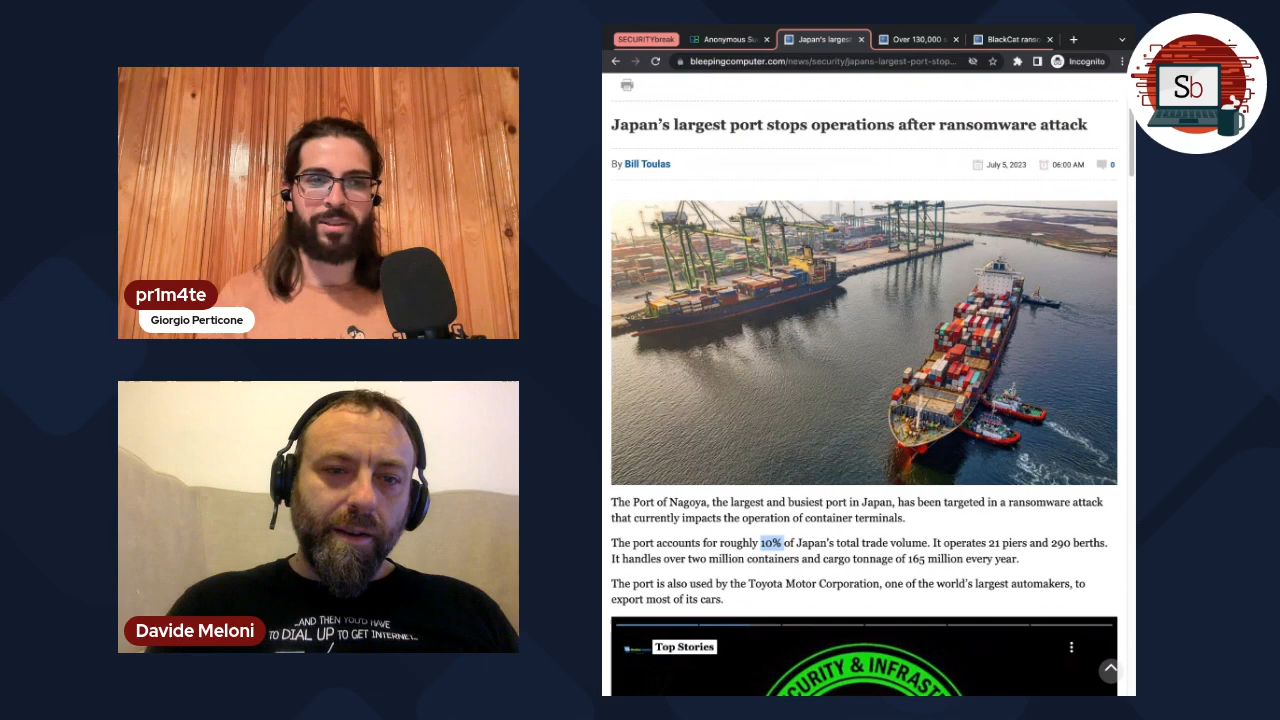 pr1m4te
Giorgio Perticone
..AND THEN YOU'D HAVE
TO DIAL UP TO GET INTERNET..
Davide Meloni
SECURITYbreak
Anonymous Su
Japan's largest
Over 130,000 s
BlackCat ranso
bleepingcomputer.com/news/security/japans-largest-port-stop...
Incognito
Sb
Japan's largest port stops operations after ransomware attack
By Bill Toulas
July 5, 2023
06:00 AM
0
The Port of Nagoya, the largest and busiest port in Japan, has been targeted in a ransomware attack
that currently impacts the operation of container terminals.
The port accounts for roughly 10% of Japan's total trade volume. It operates 21 piers and 290 berths.
It handles over two million containers and cargo tonnage of 165 million every year.
The port is also used by the Toyota Motor Corporation, one of the world's largest automakers, to
export most of its cars.
Top Stories
CURITY & INFRAST